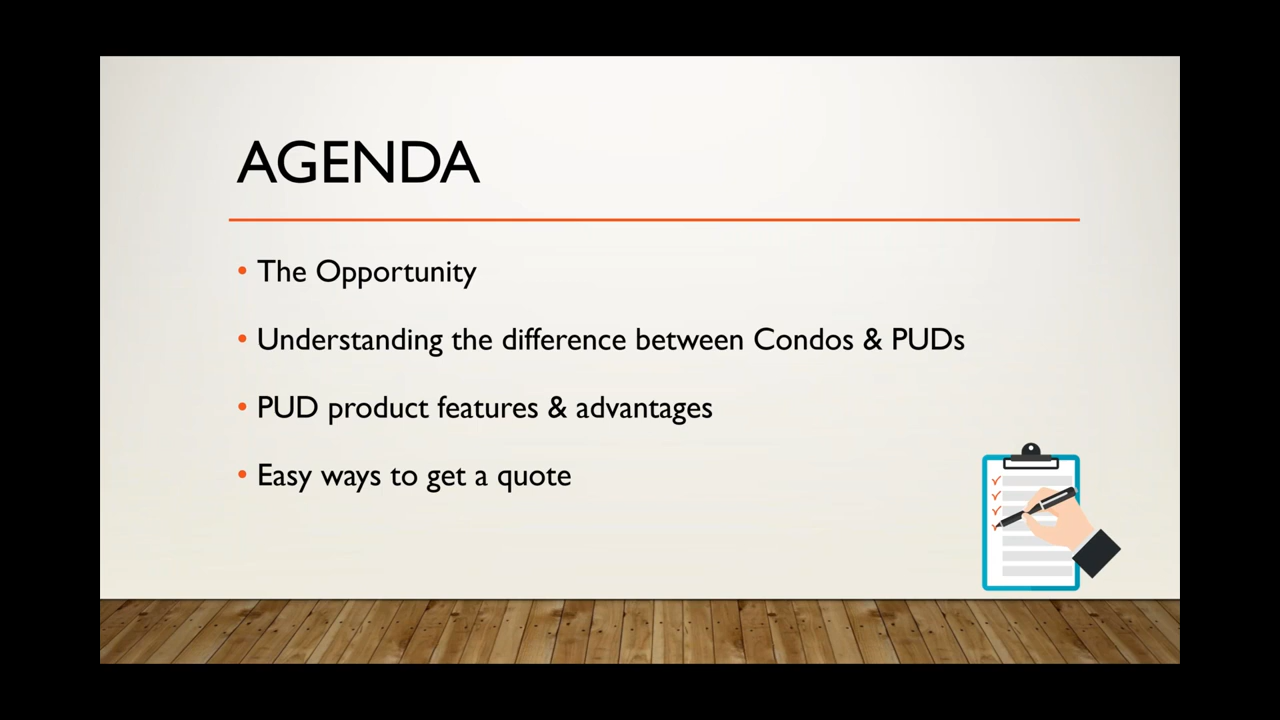 AGENDA
• The Opportunity
• Understanding the difference between Condos & PUDs
• PUD product features & advantages
• Easy ways to get a quote